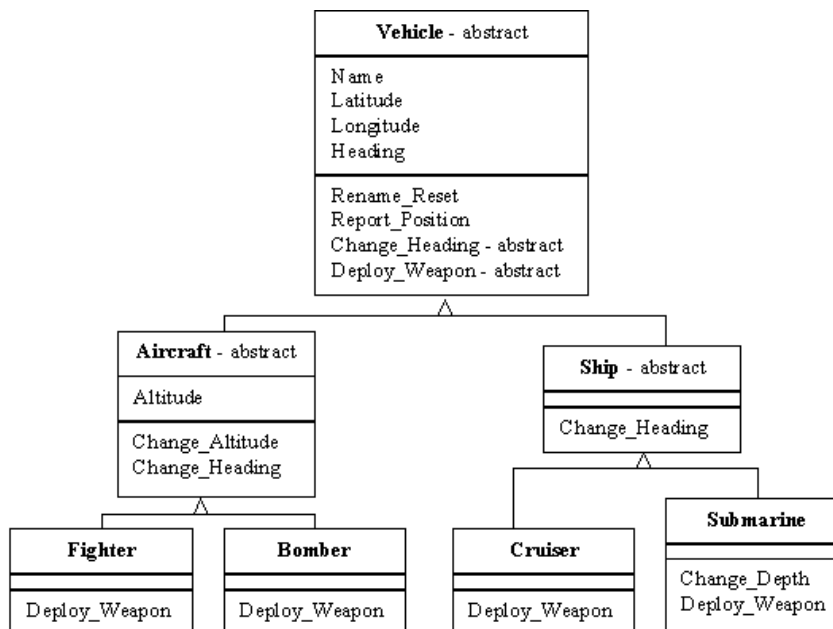 Vehicle - abstract
Name
Latitude
Longitude
Heading
Rename_Reset
Report_Position
Change_Heading - abstract
Deploy_Weapon - abstract
Aircraft - abstract
Altitude
Change_Altitude
Change_Heading
Ship - abstract
Change_Heading
Fighter
Deploy_Weapon
Bomber
Deploy_Weapon
Cruiser
Deploy_Weapon
Submarine
Change_Depth
Deploy_Weapon